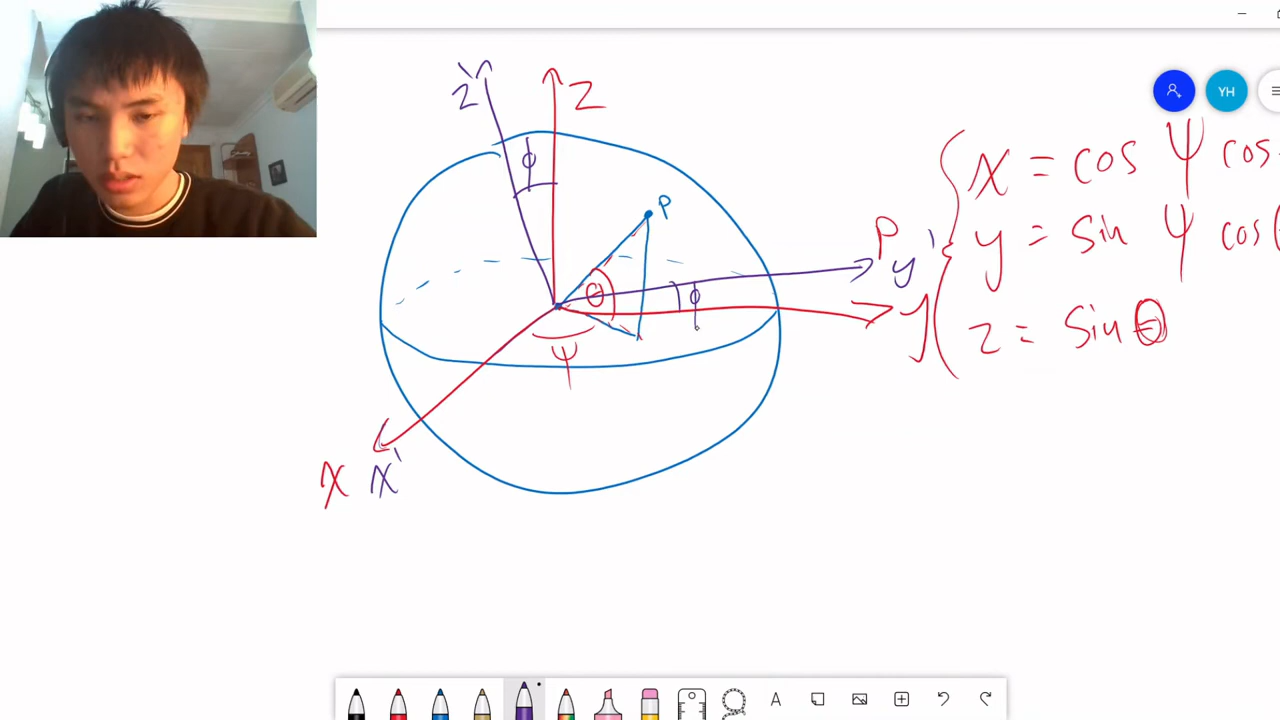 YH
z'
z
ϕ
P
x = cos ψ cos
y = sin ψ cos
z = sin θ
P
y'
y
θ
ϕ
ψ
x
x'
A